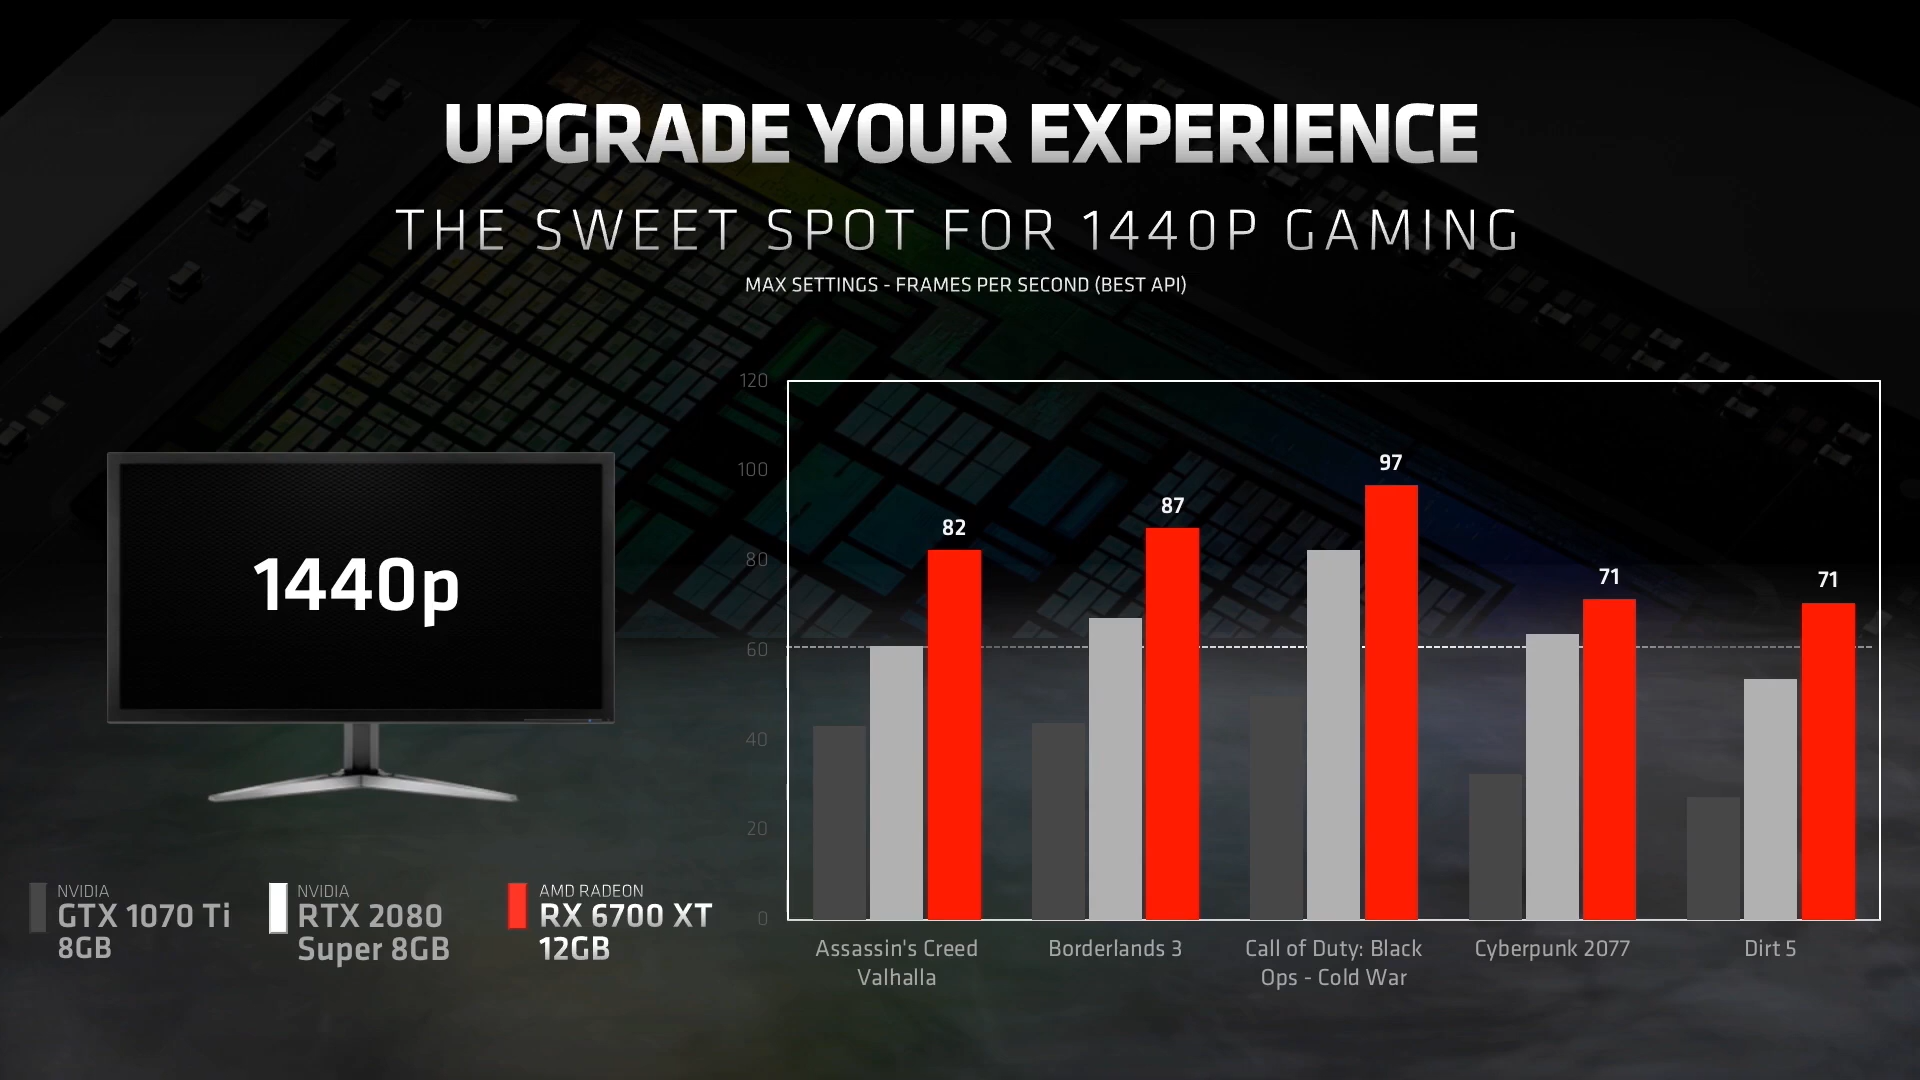 UPGRADE YOUR EXPERIENCE
THE SWEET SPOT FOR 1440P GAMING
MAX SETTINGS - FRAMES PER SECOND (BEST API)
1440p
NVIDIA
GTX 1070 Ti
8GB
NVIDIA
RTX 2080
Super 8GB
AMD RADEON
RX 6700 XT
12GB
120
100
80
60
40
20
0
82
87
97
71
71
Assassin's Creed
Valhalla
Borderlands 3
Call of Duty: Black
Ops - Cold War
Cyberpunk 2077
Dirt 5